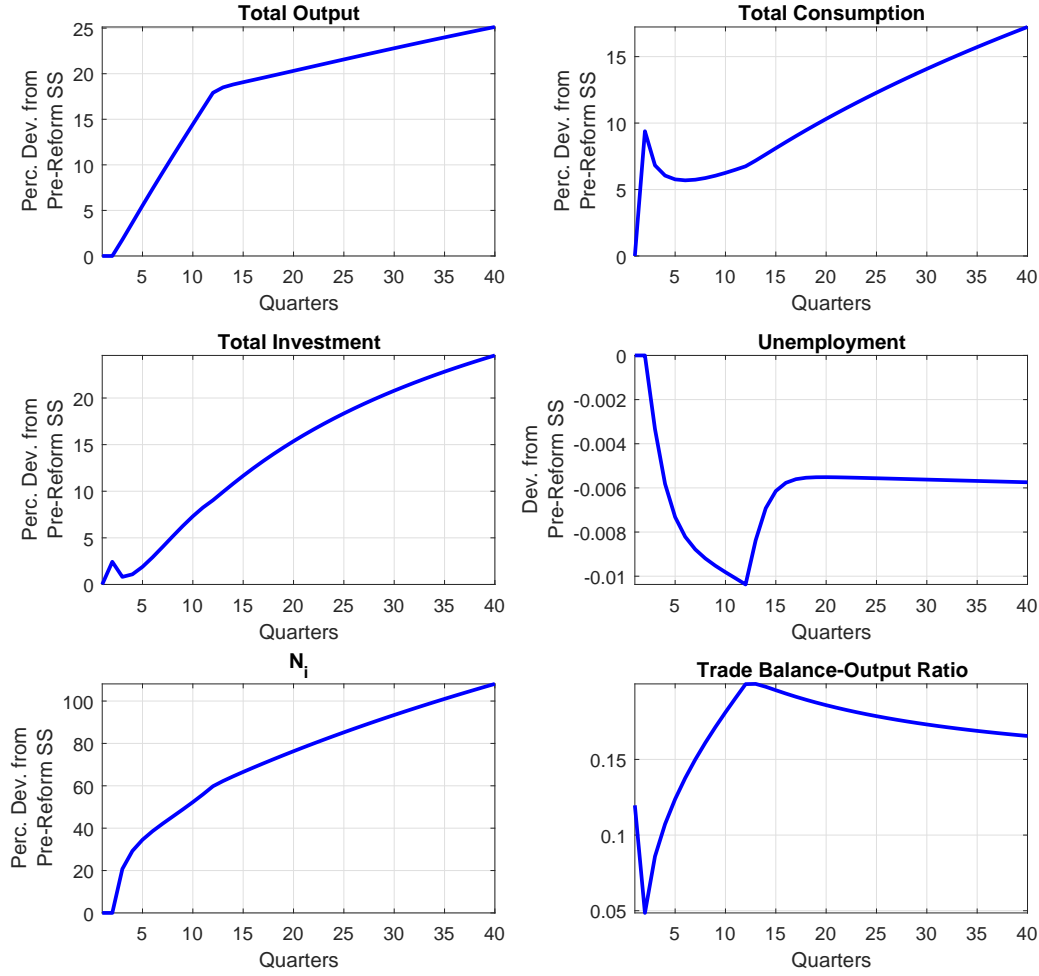 Total Output
Perc. Dev. from
Pre-Reform SS
25
20
15
10
5
0
5 10 15 20 25 30 35 40
Quarters
Total Consumption
Perc. Dev. from
Pre-Reform SS
15
10
5
0
5 10 15 20 25 30 35 40
Quarters
Total Investment
Perc. Dev. from
Pre-Reform SS
20
15
10
5
0
5 10 15 20 25 30 35 40
Quarters
Unemployment
Dev. from
Pre-Reform SS
0
-0.002
-0.004
-0.006
-0.008
-0.01
5 10 15 20 25 30 35 40
Quarters
N_i
Perc. Dev. from
Pre-Reform SS
100
80
60
40
20
0
5 10 15 20 25 30 35 40
Quarters
Trade Balance-Output Ratio
0.15
0.1
0.05
5 10 15 20 25 30 35 40
Quarters